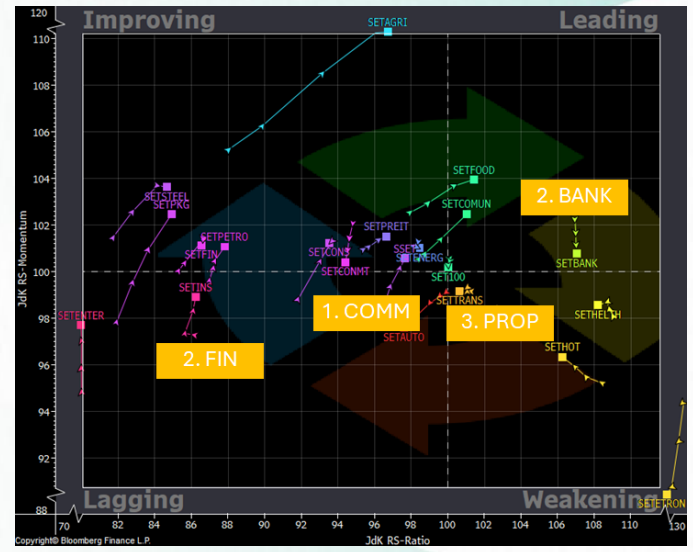 120
Improving
Leading
SETAGRI
110
108
106
104
102
100
98
96
94
92
88
JdK RS-Momentum
SETFOOD
SETSTEEL
SETPKG
SETCOMUN
2. BANK
SETPREIT
SETPETRO
SETFIN
SETCONS
SETCONMT
SETBANK
SET100
SETINS
SETTRANS
SETHELTH
1. COMM
3. PROP
SETENTER
SETAUTO
2. FIN
SETHOT
Lagging
Weakening
SETETRON
70
82
84
86
88
90
92
94
96
98
100
102
104
106
108
110
130
Copyright© Bloomberg Finance L.P.
JdK RS-Ratio